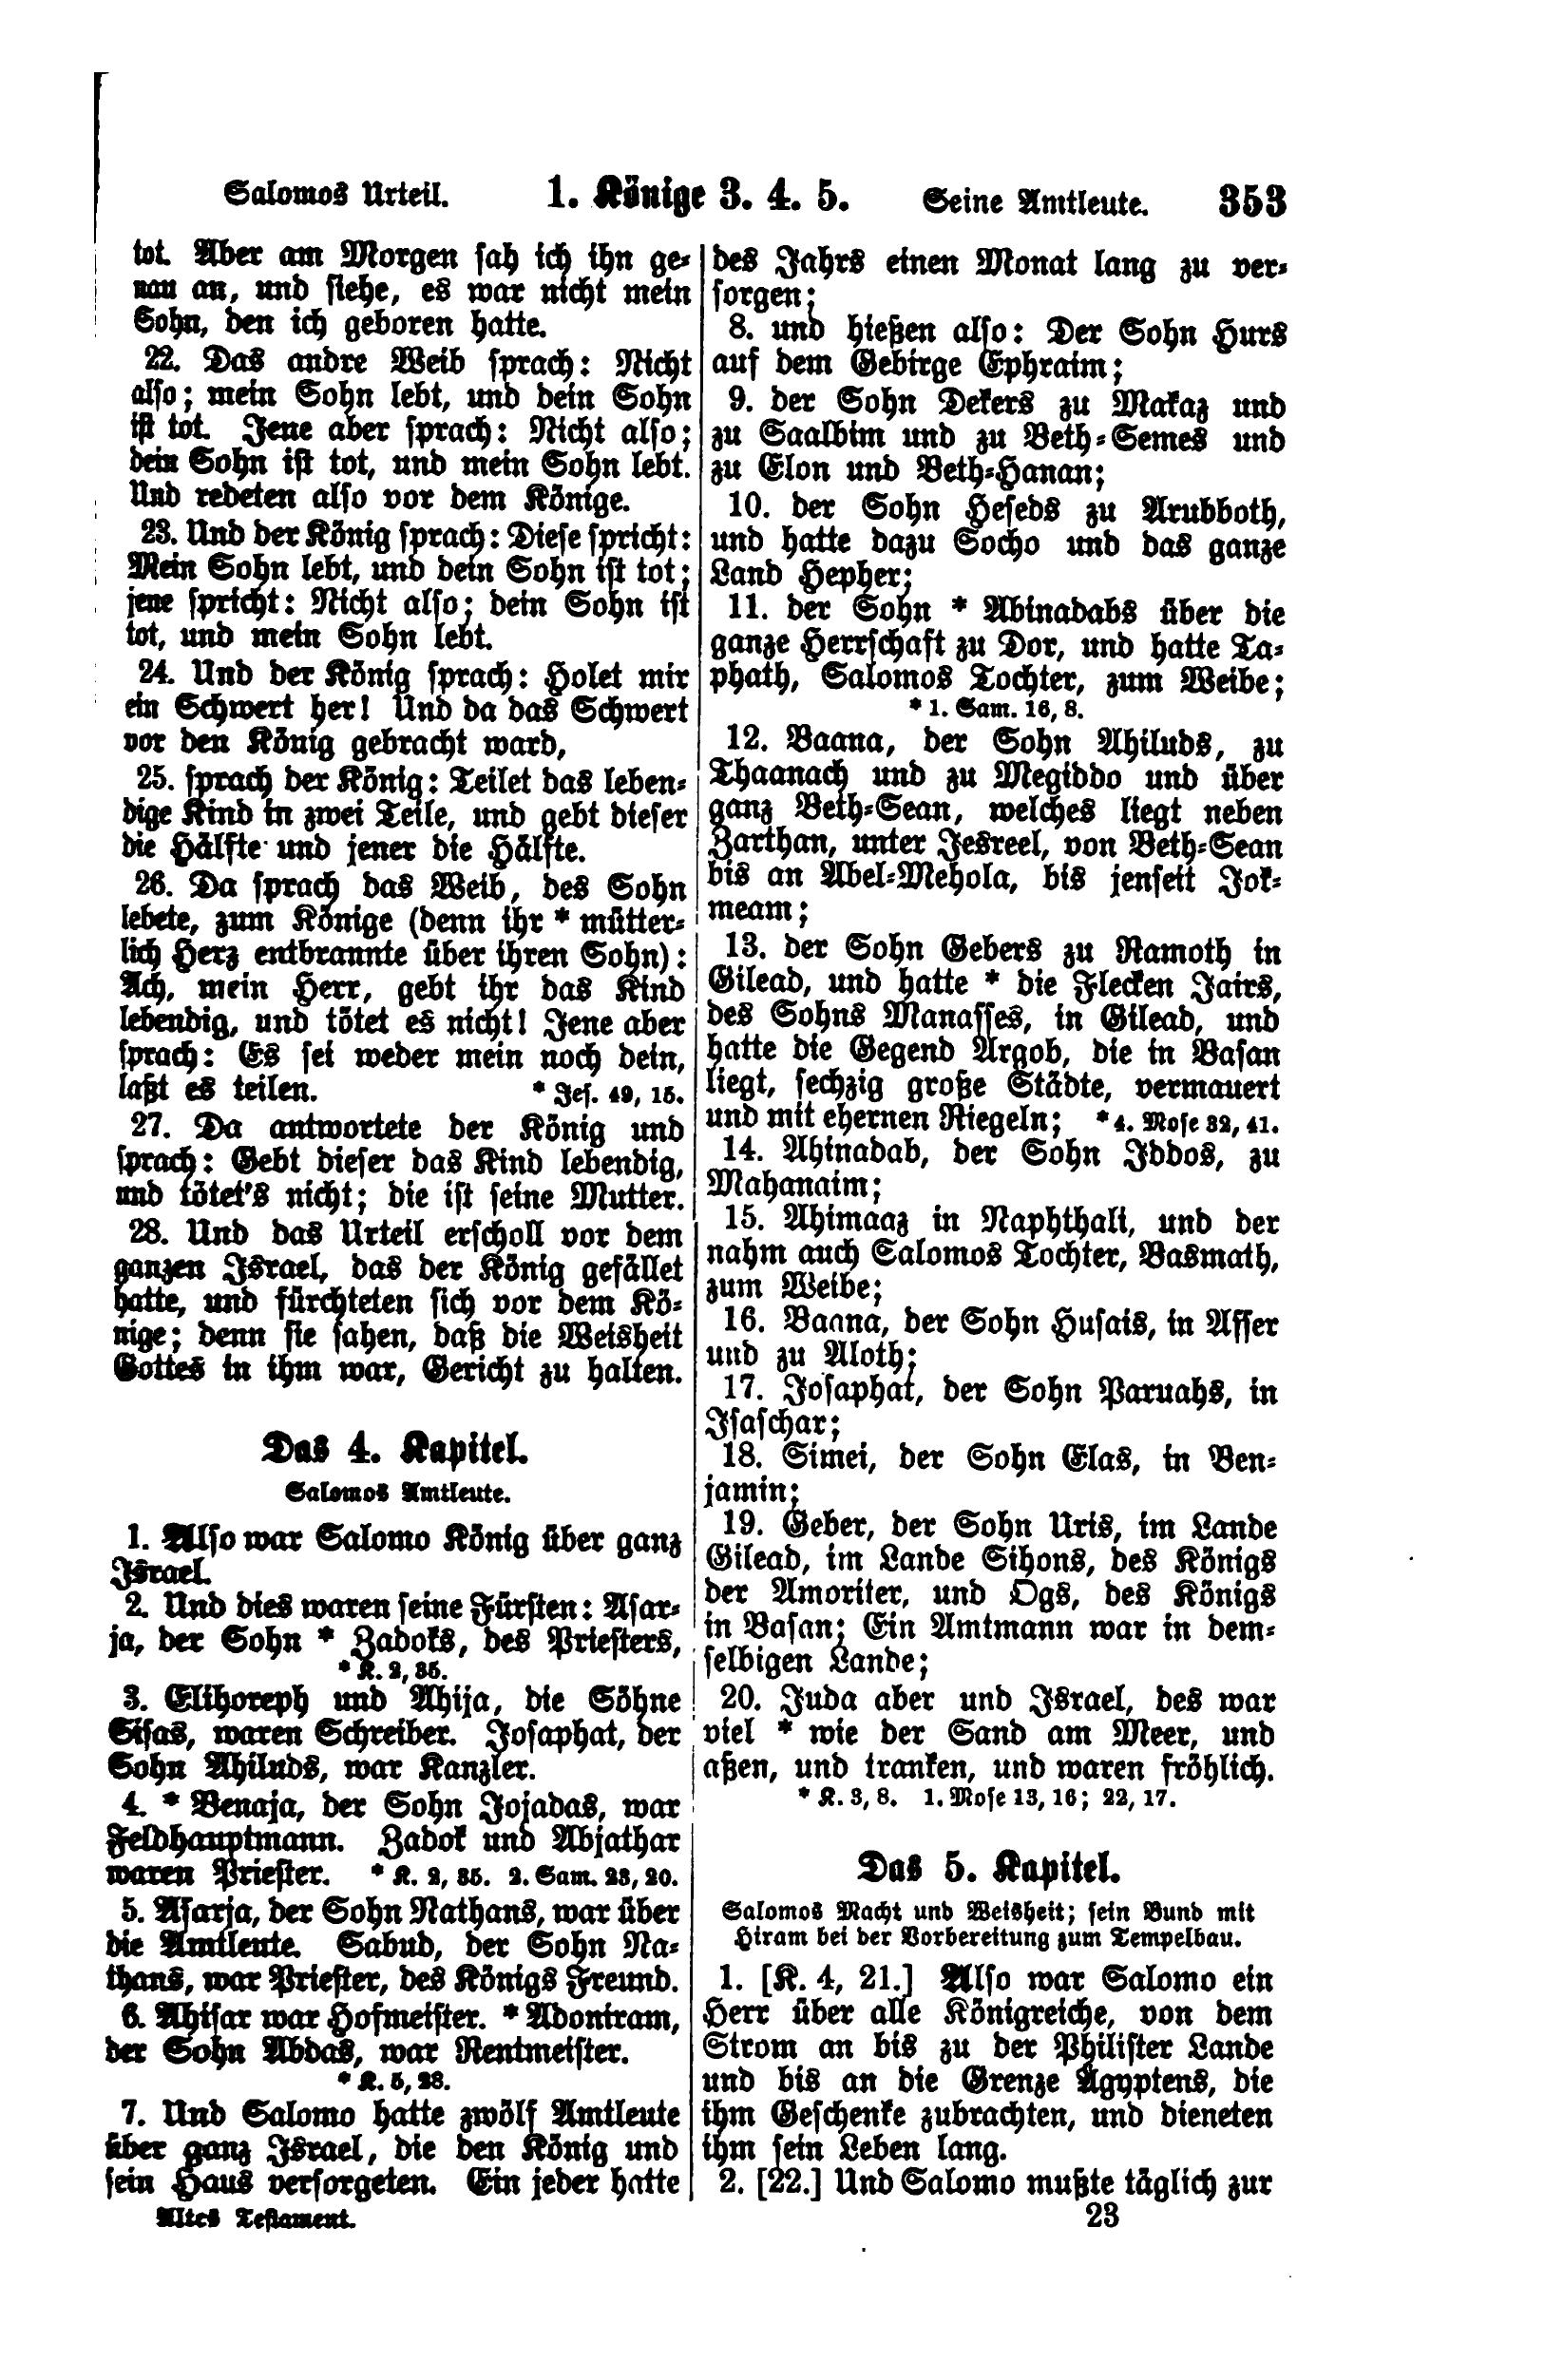 Salomos Urteil. 1. Könige 3. 4. 5. Seine Amtleute. 353
tot. Aber am Morgen sah ich ihn ge-
nau an, und siehe, es war nicht mein
Sohn, den ich geboren hatte.
22. Das andre Weib sprach: Nicht
also; mein Sohn lebt, und dein Sohn
ist tot. Jene aber sprach: Nicht also;
dein Sohn ist tot, und mein Sohn lebt.
Und redeten also vor dem Könige.
23. Und der König sprach: Diese spricht:
Mein Sohn lebt, und dein Sohn ist tot;
jene spricht: Nicht also; dein Sohn ist
tot, und mein Sohn lebt.
24. Und der König sprach: Holet mir
ein Schwert her! Und da das Schwert
vor den König gebracht ward,
25. sprach der König: Teilet das leben-
dige Kind in zwei Teile, und gebt dieser
die Hälfte und jener die Hälfte.
26. Da sprach das Weib, des Sohn
lebete, zum Könige (denn ihr * mütter-
lich Herz entbrannte über ihren Sohn):
Ach, mein Herr, gebt ihr das Kind
lebendig, und tötet es nicht! Jene aber
sprach: Es sei weder mein noch dein,
laßt es teilen. * Jes. 49, 15.
27. Da antwortete der König und
sprach: Gebt dieser das Kind lebendig,
und tötet's nicht; die ist seine Mutter.
28. Und das Urteil erscholl vor dem
ganzen Israel, das der König gefället
hatte, und fürchteten sich vor dem Kö-
nige; denn sie sahen, daß die Weisheit
Gottes in ihm war, Gericht zu halten.
Das 4. Kapitel.
Salomos Amtleute.
1. Also war Salomo König über ganz
Israel.
2. Und dies waren seine Fürsten: Asar-
ja, der Sohn * Zadoks, des Priesters,
* K. 2, 35.
3. Elihoreph und Ahija, die Söhne
Sisas, waren Schreiber. Josaphat, der
Sohn Ahiluds, war Kanzler.
4. * Benaja, der Sohn Jojadas, war
Feldhauptmann. Zadok und Abjathar
waren Priester. * K. 2, 35. 2. Sam. 23, 20.
5. Asarja, der Sohn Nathans, war über
die Amtleute. Sabud, der Sohn Na-
thans, war Priester, des Königs Freund.
6. Ahisar war Hofmeister. * Adoniram,
der Sohn Abdas, war Rentmeister.
* K. 5, 28.
7. Und Salomo hatte zwölf Amtleute
über ganz Israel, die den König und
sein Haus versorgeten. Ein jeder hatte
Altes Testament.
des Jahrs einen Monat lang zu ver-
sorgen;
8. und hießen also: Der Sohn Hurs
auf dem Gebirge Ephraim;
9. der Sohn Dekers zu Makaz und
zu Saalbim und zu Beth-Semes und
zu Elon und Beth-Hanan;
10. der Sohn Heseds zu Arubboth,
und hatte dazu Socho und das ganze
Land Hepher;
11. der Sohn * Abinadabs über die
ganze Herrschaft zu Dor, und hatte Ta-
phath, Salomos Tochter, zum Weibe;
* 1. Sam. 16, 8.
12. Baana, der Sohn Ahiluds, zu
Thaanach und zu Megiddo und über
ganz Beth-Sean, welches liegt neben
Zarthan, unter Jesreel, von Beth-Sean
bis an Abel-Mehola, bis jenseit Jok-
meam;
13. der Sohn Gebers zu Ramoth in
Gilead, und hatte * die Flecken Jairs,
des Sohns Manasses, in Gilead, und
hatte die Gegend Argob, die in Basan
liegt, sechzig große Städte, vermauert
und mit ehernen Riegeln; * 4. Mose 32, 41.
14. Ahinadab, der Sohn Iddos, zu
Mahanaim;
15. Ahimaaz in Naphthali, und der
nahm auch Salomos Tochter, Basmath,
zum Weibe;
16. Baana, der Sohn Husais, in Asser
und zu Aloth;
17. Josaphat, der Sohn Paruahs, in
Isaschar;
18. Simei, der Sohn Elas, in Ben-
jamin;
19. Geber, der Sohn Uris, im Lande
Gilead, im Lande Sihons, des Königs
der Amoriter, und Ogs, des Königs
in Basan; Ein Amtmann war in dem-
selbigen Lande;
20. Juda aber und Israel, des war
viel * wie der Sand am Meer, und
aßen, und tranken, und waren fröhlich.
* K. 3, 8. 1. Mose 13, 16; 22, 17.
Das 5. Kapitel.
Salomos Macht und Weisheit; sein Bund mit
Hiram bei der Vorbereitung zum Tempelbau.
1. [K. 4, 21.] Also war Salomo ein
Herr über alle Königreiche, von dem
Strom an bis zu der Philister Lande
und bis an die Grenze Ägyptens, die
ihm Geschenke zubrachten, und dieneten
ihm sein Leben lang.
2. [22.] Und Salomo mußte täglich zur
23